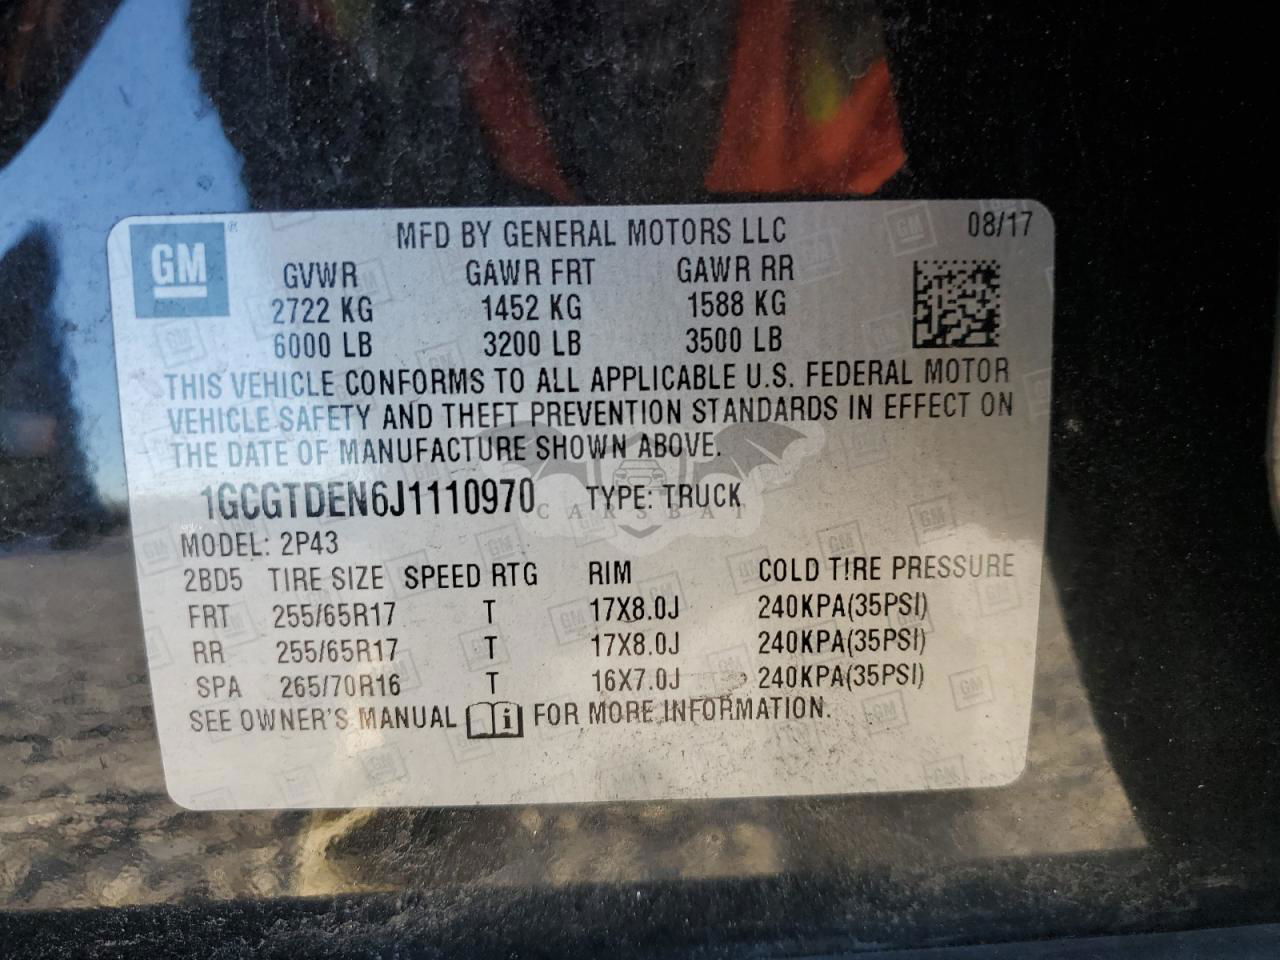 GM ®
MFD BY GENERAL MOTORS LLC 08/17
GVWR GAWR FRT GAWR RR
2722 KG 1452 KG 1588 KG
6000 LB 3200 LB 3500 LB
THIS VEHICLE CONFORMS TO ALL APPLICABLE U.S. FEDERAL MOTOR
VEHICLE SAFETY AND THEFT PREVENTION STANDARDS IN EFFECT ON
THE DATE OF MANUFACTURE SHOWN ABOVE.
1GCGTDEN6J1110970 TYPE: TRUCK
CARSBAT
MODEL: 2P43
2BD5 TIRE SIZE SPEED RTG RIM COLD TIRE PRESSURE
FRT 255/65R17 T 17X8.0J 240KPA(35PSI)
RR 255/65R17 T 17X8.0J 240KPA(35PSI)
SPA 265/70R16 T 16X7.0J 240KPA(35PSI)
SEE OWNER'S MANUAL i FOR MORE INFORMATION.